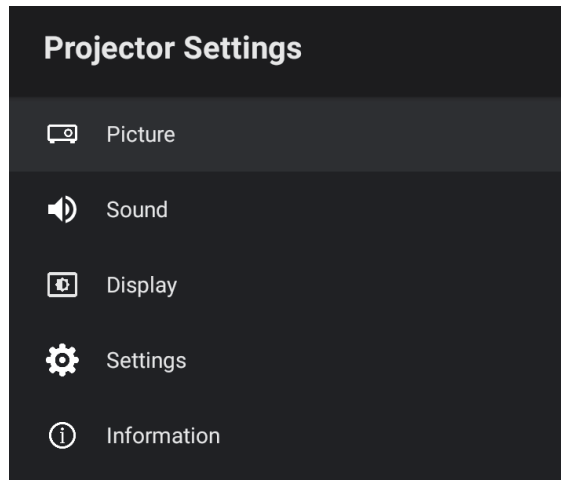 Projector Settings
Picture
Sound
Display
Settings
Information